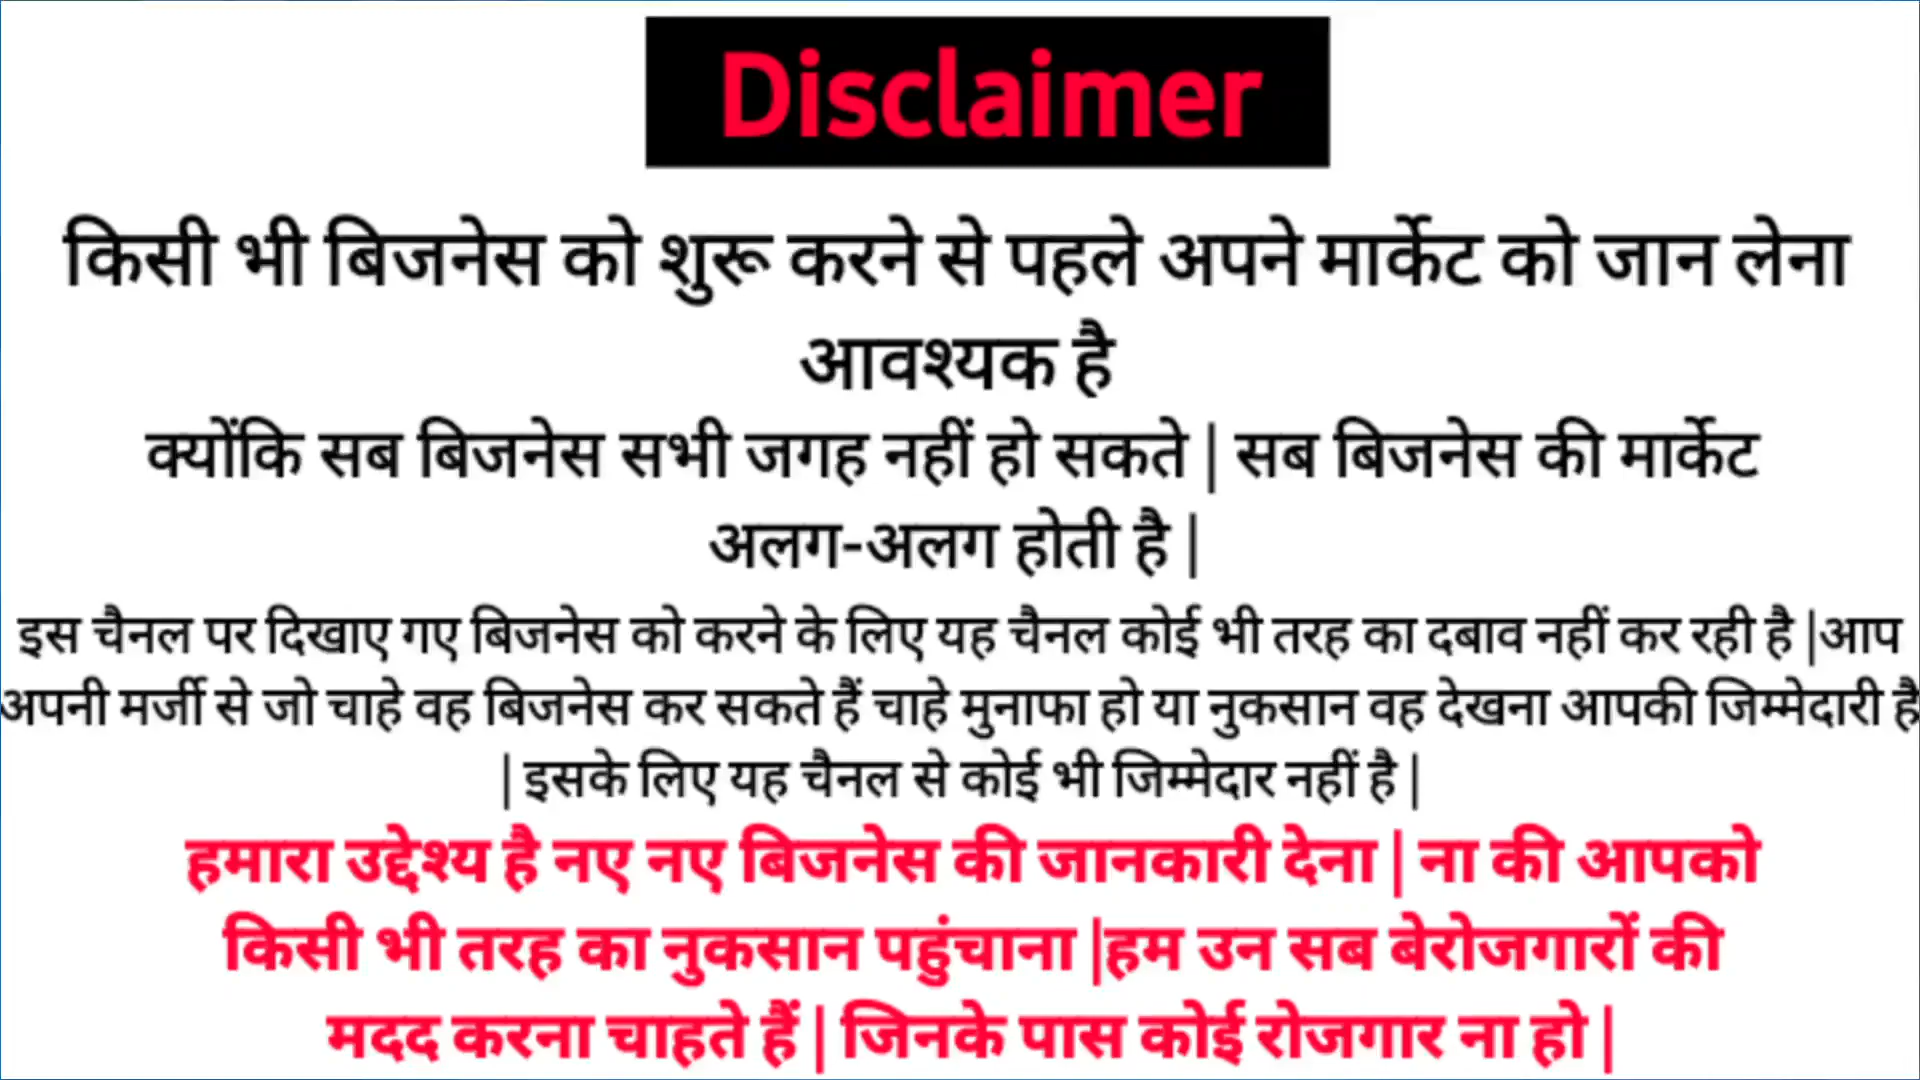 Disclaimer
किसी भी बिजनेस को शुरू करने से पहले अपने मार्केट को जान लेना
आवश्यक है
क्योंकि सब बिजनेस सभी जगह नहीं हो सकते | सब बिजनेस की मार्केट
अलग-अलग होती है |
इस चैनल पर दिखाए गए बिजनेस को करने के लिए यह चैनल कोई भी तरह का दबाव नहीं कर रही है |आप
अपनी मर्जी से जो चाहे वह बिजनेस कर सकते हैं चाहे मुनाफा हो या नुकसान वह देखना आपकी जिम्मेदारी है
| इसके लिए यह चैनल से कोई भी जिम्मेदार नहीं है |
हमारा उद्देश्य है नए नए बिजनेस की जानकारी देना | ना की आपको
किसी भी तरह का नुकसान पहुंचाना |हम उन सब बेरोजगारों की
मदद करना चाहते हैं | जिनके पास कोई रोजगार ना हो |